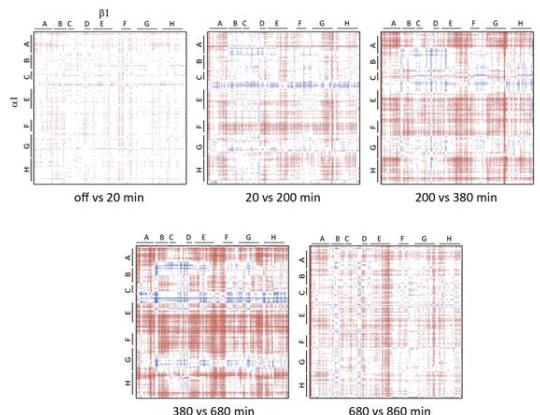 β1
A B C D E F G H
A B C D E F G H
A B C D E F G H
α1
A B C E F G H
A B C E F G H
A B C E F G H
off vs 20 min
20 vs 200 min
200 vs 380 min
A B C D E F G H
A B C D E F G H
A B C E F G H
A B C E F G H
380 vs 680 min
680 vs 860 min